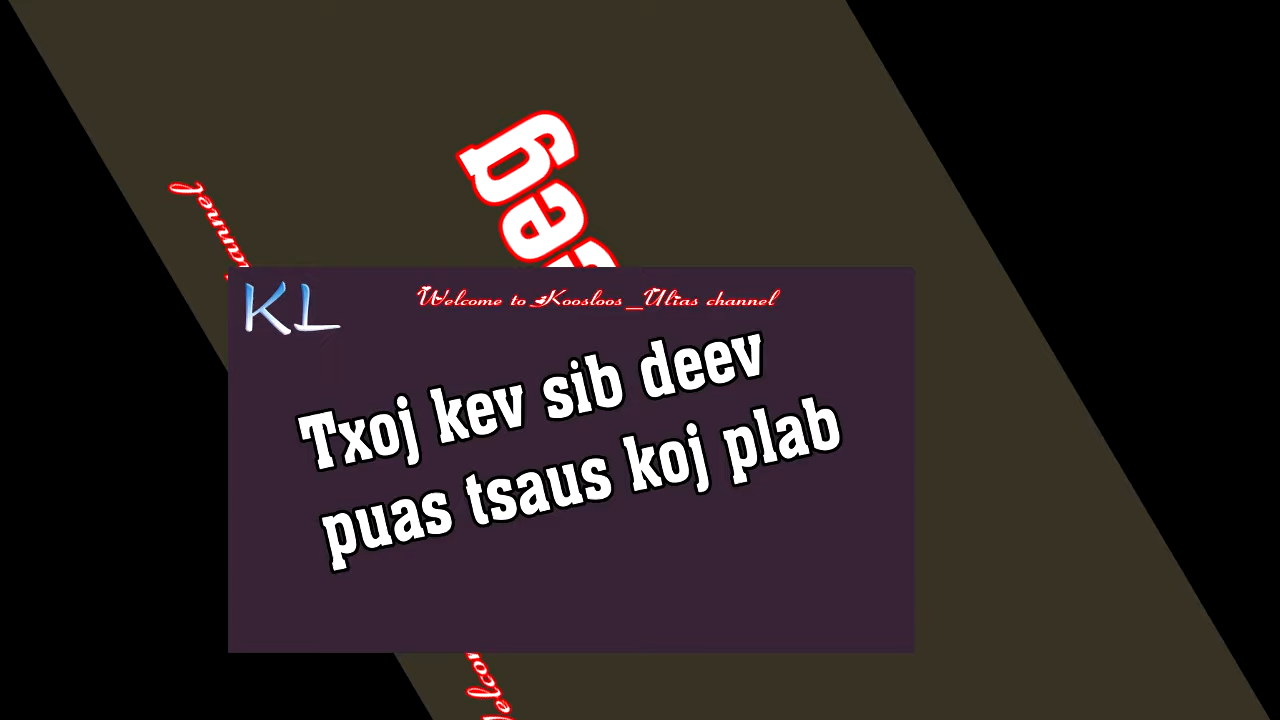 KL
Welcome to Koosloos_Ulias channel
Txoj kev sib deev
puas tsaus koj plab